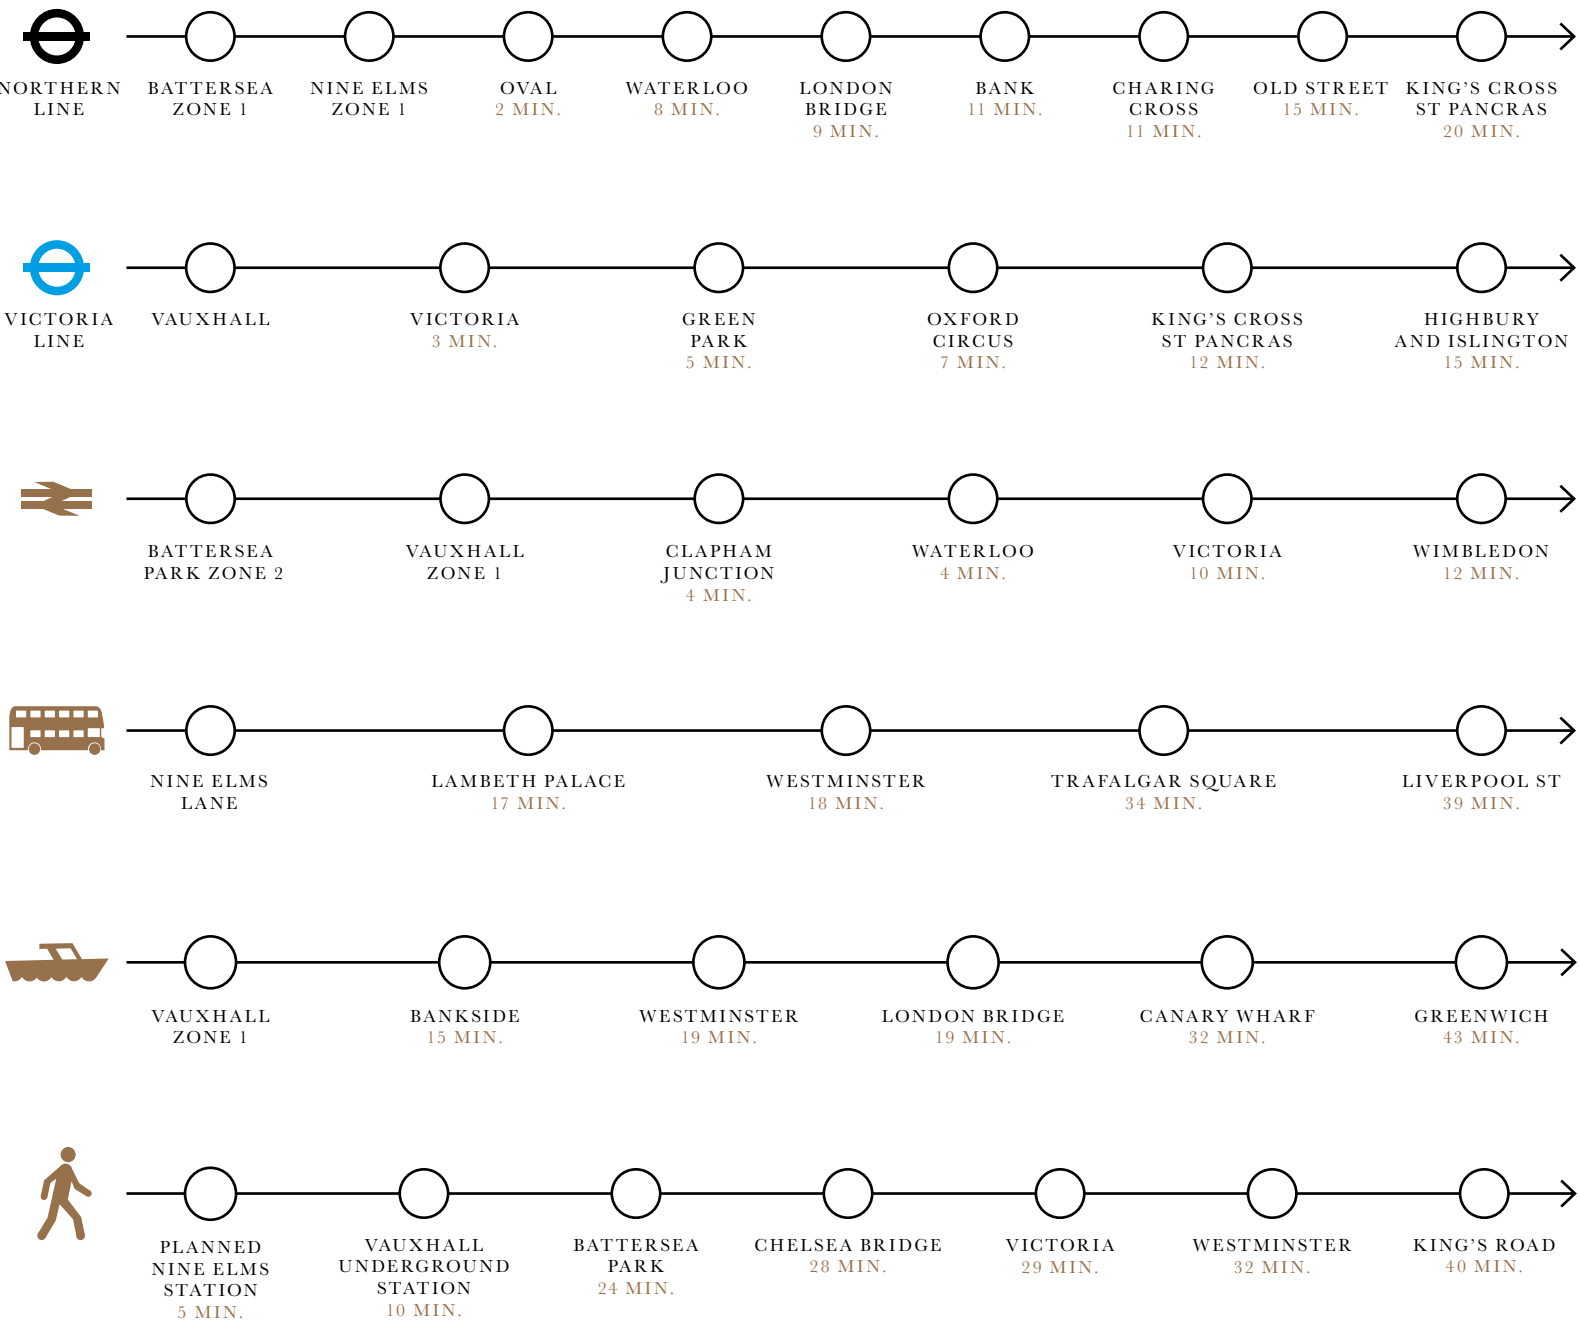 NORTHERN
LINE
BATTERSEA
ZONE 1
NINE ELMS
ZONE 1
OVAL
2 MIN.
WATERLOO
8 MIN.
LONDON
BRIDGE
9 MIN.
BANK
11 MIN.
CHARING
CROSS
11 MIN.
OLD STREET
15 MIN.
KING'S CROSS
ST PANCRAS
20 MIN.
VICTORIA
LINE
VAUXHALL
VICTORIA
3 MIN.
GREEN
PARK
5 MIN.
OXFORD
CIRCUS
7 MIN.
KING'S CROSS
ST PANCRAS
12 MIN.
HIGHBURY
AND ISLINGTON
15 MIN.
BATTERSEA
PARK ZONE 2
VAUXHALL
ZONE 1
CLAPHAM
JUNCTION
4 MIN.
WATERLOO
4 MIN.
VICTORIA
10 MIN.
WIMBLEDON
12 MIN.
NINE ELMS
LANE
LAMBETH PALACE
17 MIN.
WESTMINSTER
18 MIN.
TRAFALGAR SQUARE
34 MIN.
LIVERPOOL ST
39 MIN.
VAUXHALL
ZONE 1
BANKSIDE
15 MIN.
WESTMINSTER
19 MIN.
LONDON BRIDGE
19 MIN.
CANARY WHARF
32 MIN.
GREENWICH
43 MIN.
PLANNED
NINE ELMS
STATION
5 MIN.
VAUXHALL
UNDERGROUND
STATION
10 MIN.
BATTERSEA
PARK
24 MIN.
CHELSEA BRIDGE
28 MIN.
VICTORIA
29 MIN.
WESTMINSTER
32 MIN.
KING'S ROAD
40 MIN.